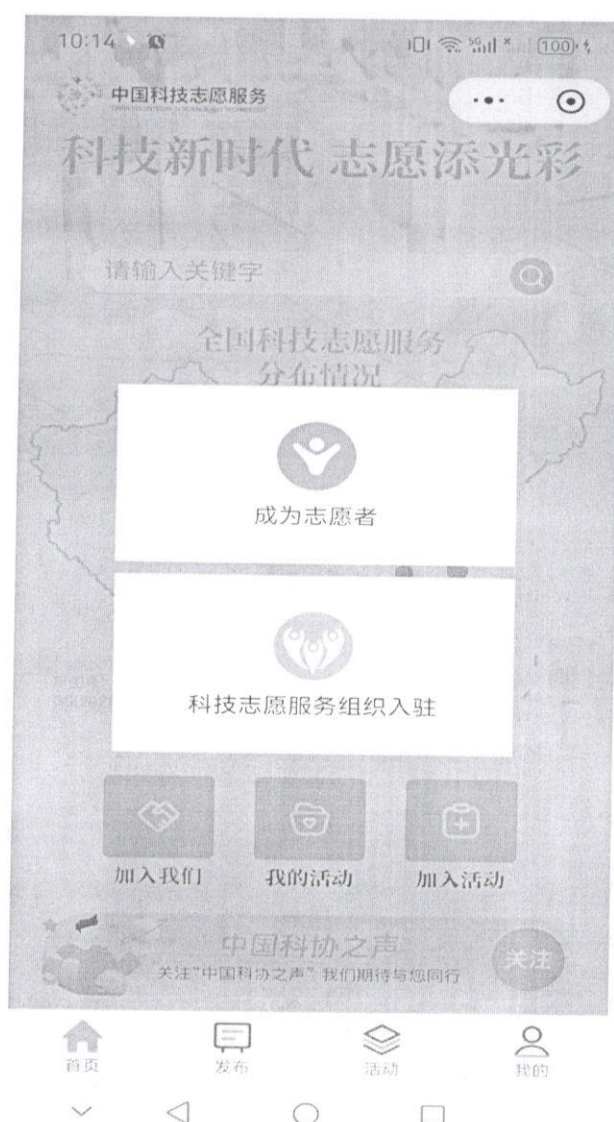 10:14
5G
100
中国科技志愿服务
科技新时代 志愿添光彩
请输入关键字
全国科技志愿服务
分布情况
成为志愿者
科技志愿服务组织入驻
加入我们
我的活动
加入活动
中国科协之声
关注"中国科协之声" 我们期待与您同行
关注
首页
发布
活动
我的